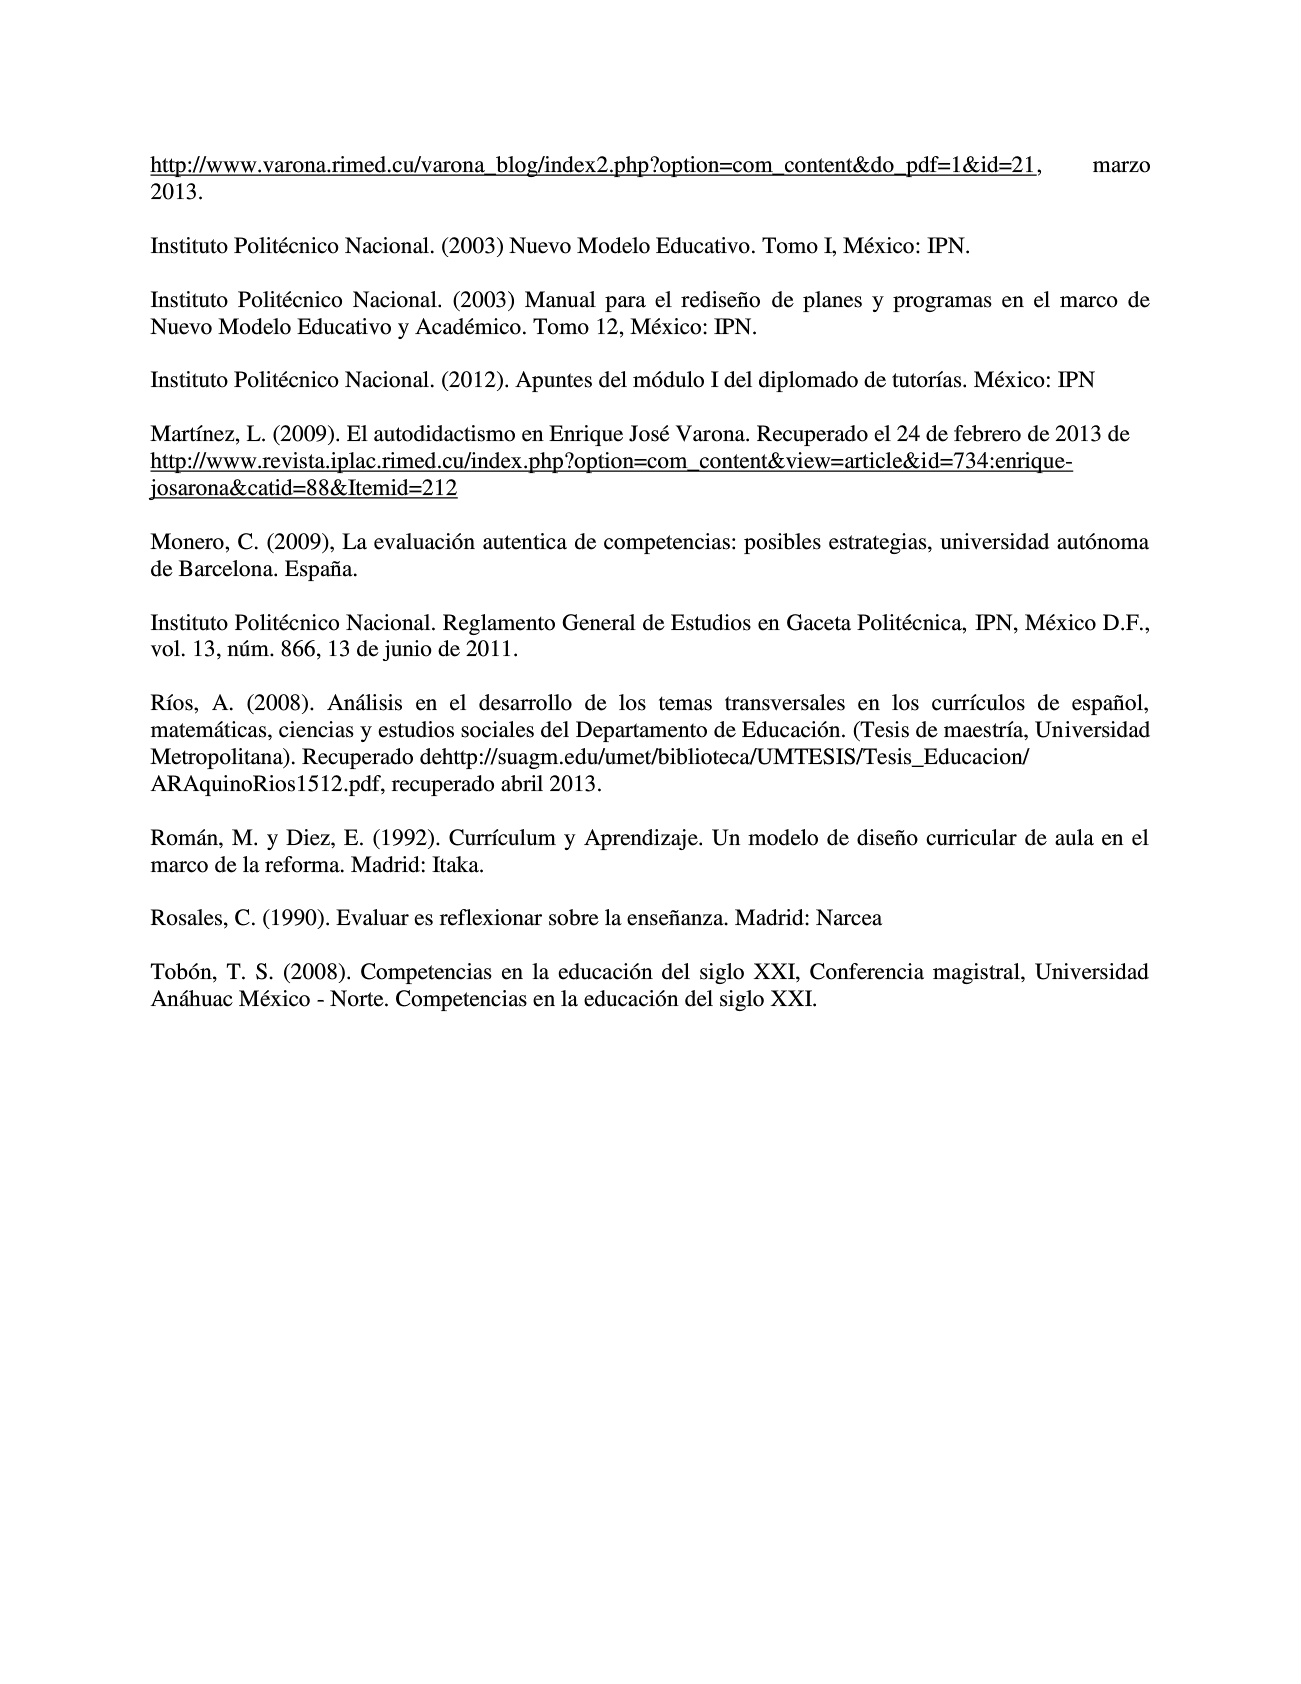 http://www.varona.rimed.cu/varona_blog/index2.php?option=com_content&do_pdf=1&id=21, marzo
2013.
Instituto Politécnico Nacional. (2003) Nuevo Modelo Educativo. Tomo I, México: IPN.
Instituto Politécnico Nacional. (2003) Manual para el rediseño de planes y programas en el marco de
Nuevo Modelo Educativo y Académico. Tomo 12, México: IPN.
Instituto Politécnico Nacional. (2012). Apuntes del módulo I del diplomado de tutorías. México: IPN
Martínez, L. (2009). El autodidactismo en Enrique José Varona. Recuperado el 24 de febrero de 2013 de
http://www.revista.iplac.rimed.cu/index.php?option=com_content&view=article&id=734:enrique-
josarona&catid=88&Itemid=212
Monero, C. (2009), La evaluación autentica de competencias: posibles estrategias, universidad autónoma
de Barcelona. España.
Instituto Politécnico Nacional. Reglamento General de Estudios en Gaceta Politécnica, IPN, México D.F.,
vol. 13, núm. 866, 13 de junio de 2011.
Ríos, A. (2008). Análisis en el desarrollo de los temas transversales en los currículos de español,
matemáticas, ciencias y estudios sociales del Departamento de Educación. (Tesis de maestría, Universidad
Metropolitana). Recuperado dehttp://suagm.edu/umet/biblioteca/UMTESIS/Tesis_Educacion/
ARAquinoRios1512.pdf, recuperado abril 2013.
Román, M. y Diez, E. (1992). Currículum y Aprendizaje. Un modelo de diseño curricular de aula en el
marco de la reforma. Madrid: Itaka.
Rosales, C. (1990). Evaluar es reflexionar sobre la enseñanza. Madrid: Narcea
Tobón, T. S. (2008). Competencias en la educación del siglo XXI, Conferencia magistral, Universidad
Anáhuac México - Norte. Competencias en la educación del siglo XXI.